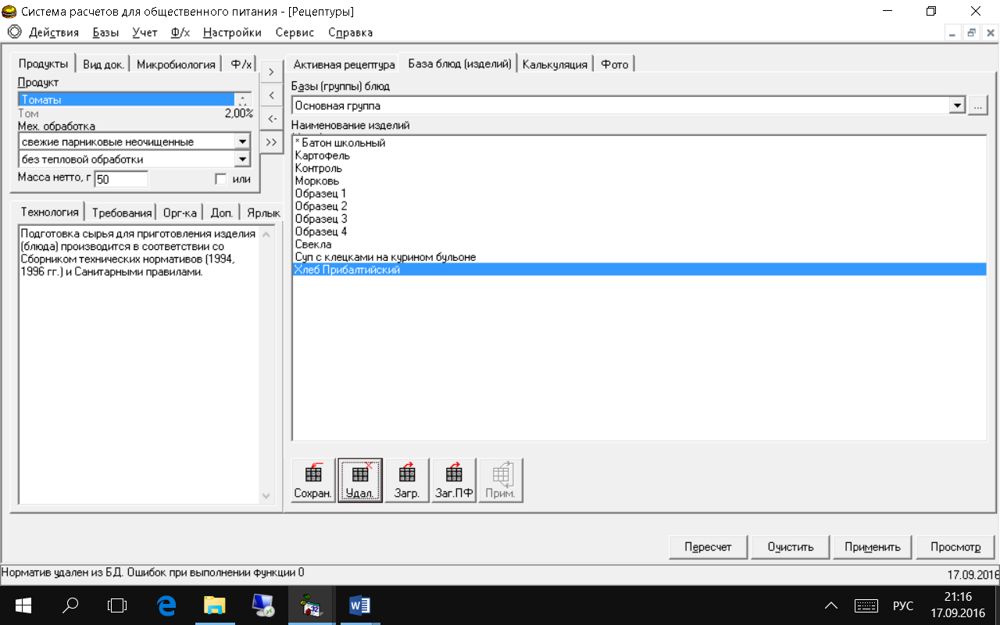 Система расчетов для общественного питания - [Рецептуры]
Действия Базы Учет Ф/х Настройки Сервис Справка
Продукты Вид док. Микробиология Ф/х
Продукт
Томаты
Том 2,00%
Мех. обработка
свежие парниковые неочищенные
без тепловой обработки
Масса нетто, г 50 или
>
<
<-
>>
Технология Требования Орг-ка Доп. Ярлык
Подготовка сырья для приготовления изделия
(блюда) производится в соответствии со
Сборником технических нормативов (1994,
1996 гг.) и Санитарными правилами.
Активная рецептура База блюд (изделий) Калькуляция Фото
Базы (группы) блюд
Основная группа ...
Наименование изделий
* Батон школьный
Картофель
Контроль
Морковь
Образец 1
Образец 2
Образец 3
Образец 4
Свекла
Суп с клецками на курином бульоне
Хлеб Прибалтийский
Сохран. Удал. Загр. Заг.ПФ Прим.
Пересчет Очистить Применить Просмотр
Норматив удален из БД. Ошибок при выполнении функции 0 17.09.2016
РУС
21:16
17.09.2016